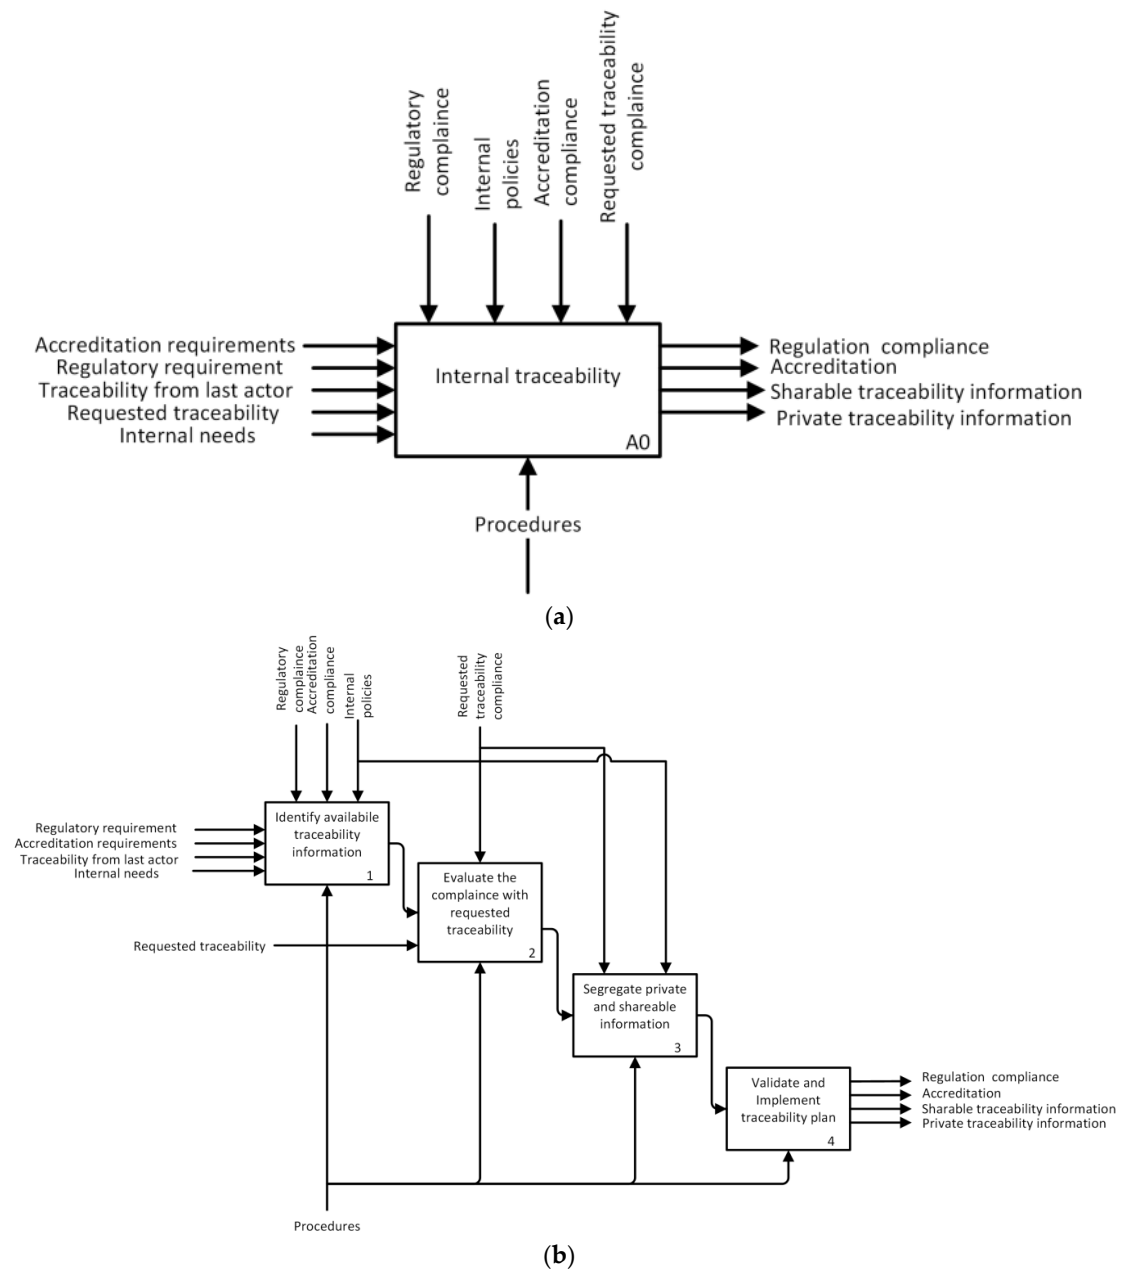 Regulatory
complaince
Internal
policies
Accreditation
compliance
Requested traceability
complaince
Accreditation requirements
Regulatory requirement
Traceability from last actor
Requested traceability
Internal needs
Internal traceability
A0
Regulation compliance
Accreditation
Sharable traceability information
Private traceability information
Procedures
(a)
Regulatory
complaince
Accreditation
compliance
Internal
policies
Requested
traceability
compliance
Regulatory requirement
Accreditation requirements
Traceability from last actor
Internal needs
Identify availabile
traceability
information
1
Requested traceability
Evaluate the
complaince with
requested
traceability
2
Segregate private
and shareable
information
3
Validate and
Implement
traceability plan
4
Regulation compliance
Accreditation
Sharable traceability information
Private traceability information
Procedures
(b)